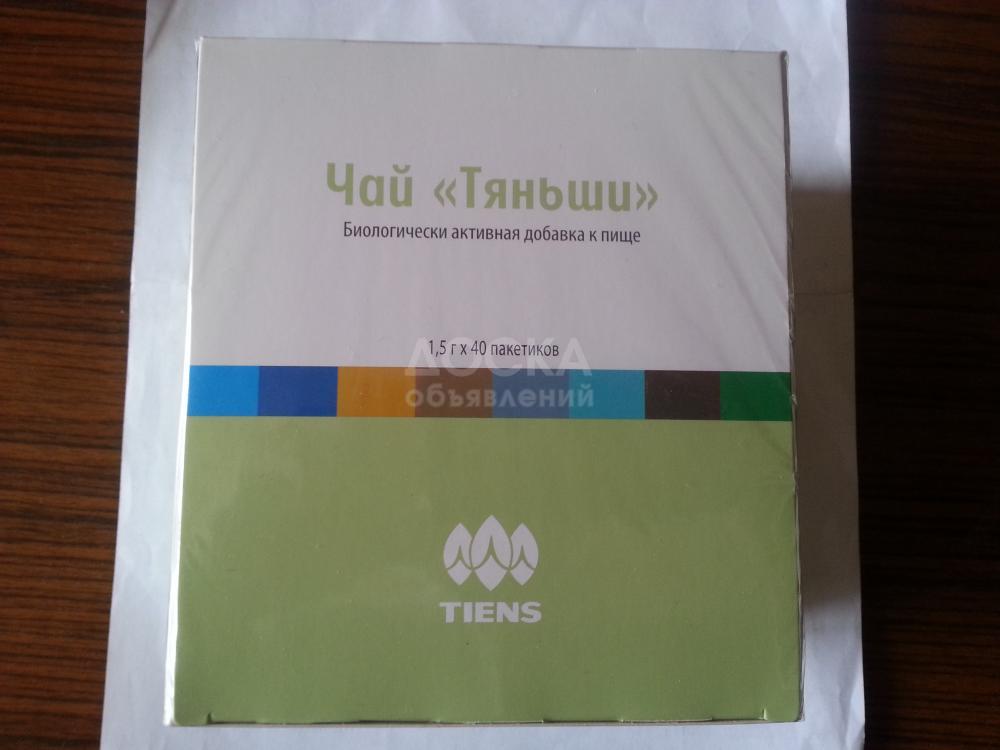 Чай «Тяньши»
Биологически активная добавка к пище
1,5 г х 40 пакетиков
ДОСКА
объявлений
TIENS